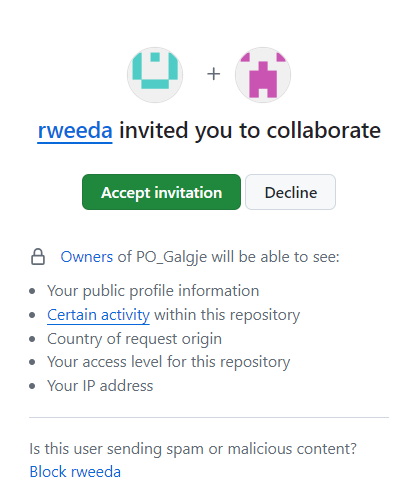 +
rweeda invited you to collaborate
Accept invitation Decline
Owners of PO_Galgje will be able to see:
• Your public profile information
• Certain activity within this repository
• Country of request origin
• Your access level for this repository
• Your IP address
Is this user sending spam or malicious content?
Block rweeda